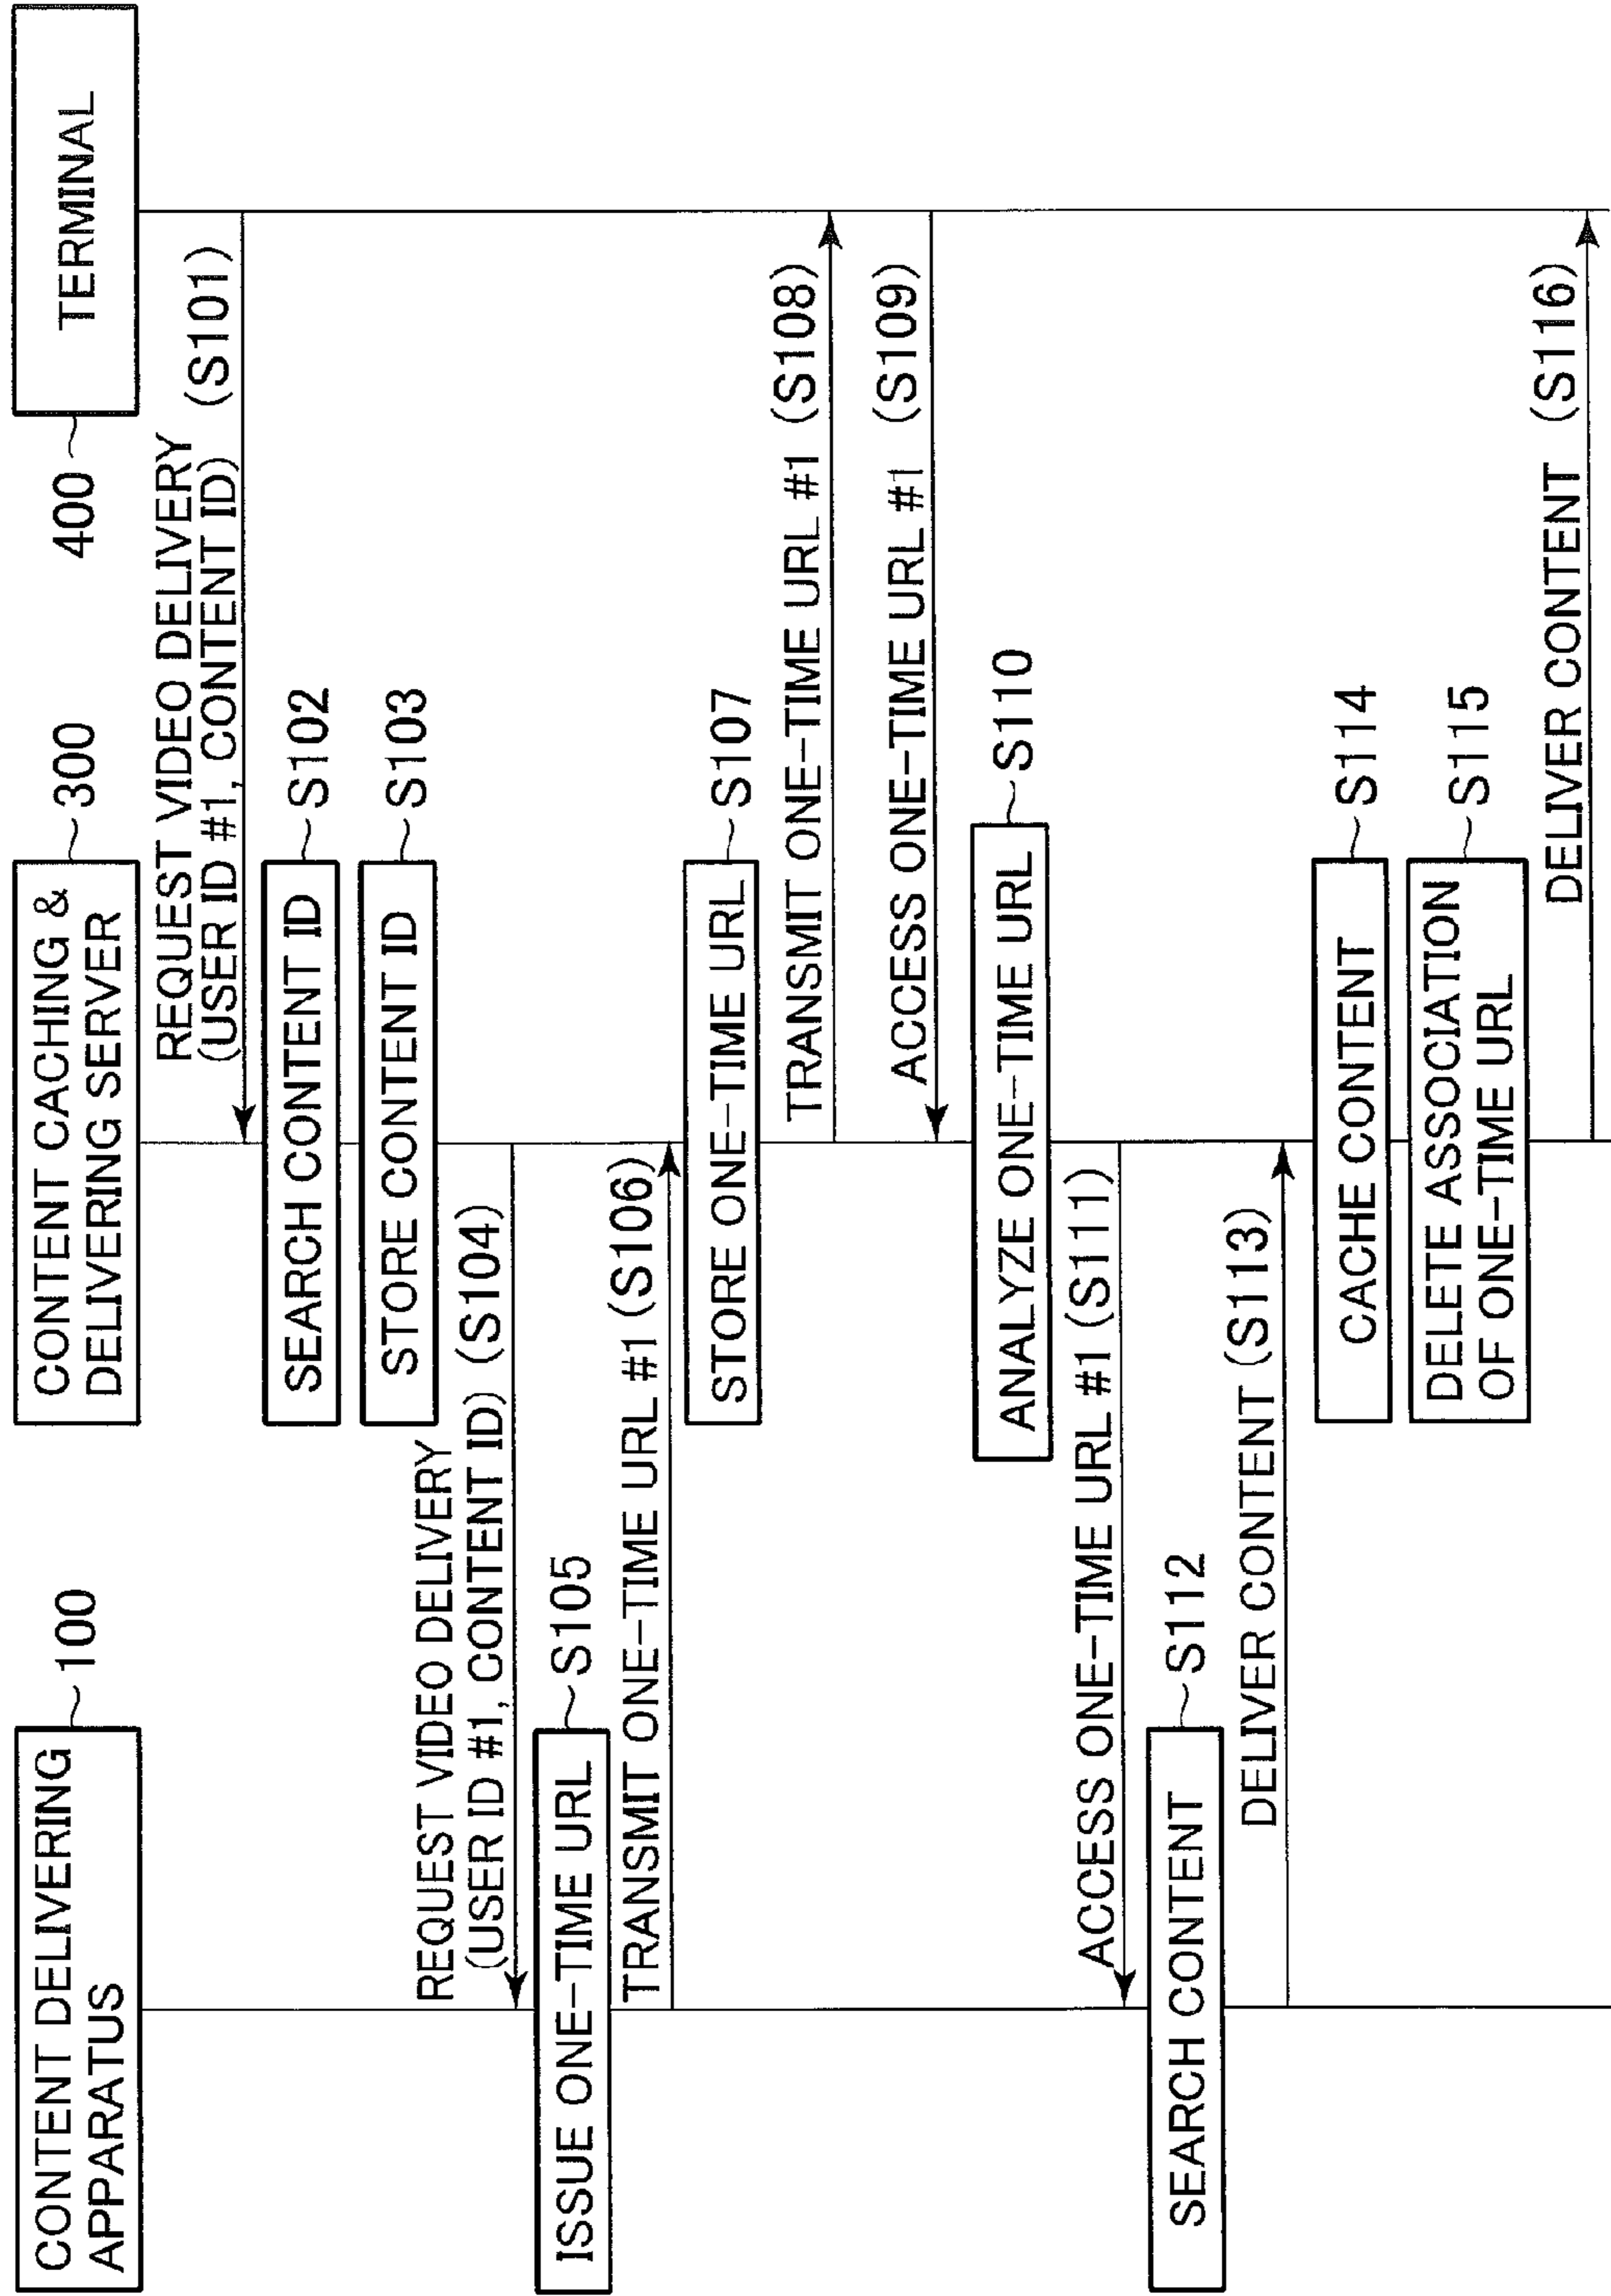 CONTENT DELIVERING
APPARATUS
100
CONTENT CACHING &
DELIVERING SERVER
300
TERMINAL
400
REQUEST VIDEO DELIVERY
(USER ID #1, CONTENT ID) (S101)
SEARCH CONTENT ID
S102
STORE CONTENT ID
S103
REQUEST VIDEO DELIVERY
(USER ID #1, CONTENT ID) (S104)
ISSUE ONE-TIME URL
S105
TRANSMIT ONE-TIME URL #1 (S106)
STORE ONE-TIME URL
S107
TRANSMIT ONE-TIME URL #1 (S108)
ACCESS ONE-TIME URL #1 (S109)
ANALYZE ONE-TIME URL
S110
ACCESS ONE-TIME URL #1 (S111)
SEARCH CONTENT
S112
DELIVER CONTENT (S113)
CACHE CONTENT
S114
DELETE ASSOCIATION
OF ONE-TIME URL
S115
DELIVER CONTENT (S116)